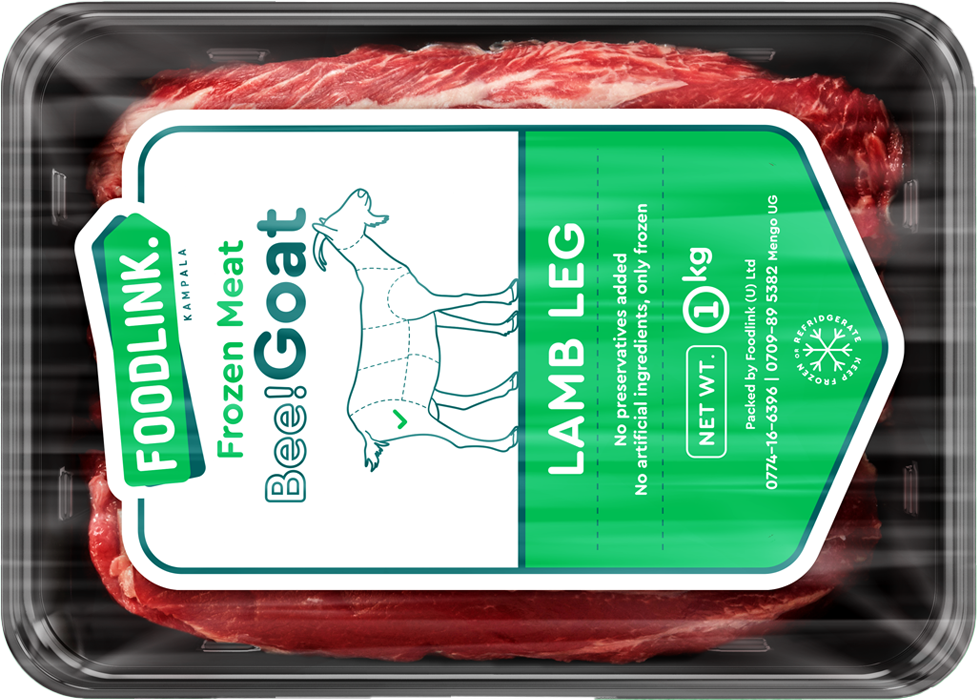 FOODLINK.
KAMPALA
Frozen Meat
Bee!Goat
LAMB LEG
No preservatives added
No artificial ingredients, only frozen
NET WT. 1kg
Packed by Foodlink (U) Ltd
0774-16-6396 | 0709-89 5382 Mengo UG
REFRIDGERATE OR KEEP FROZEN